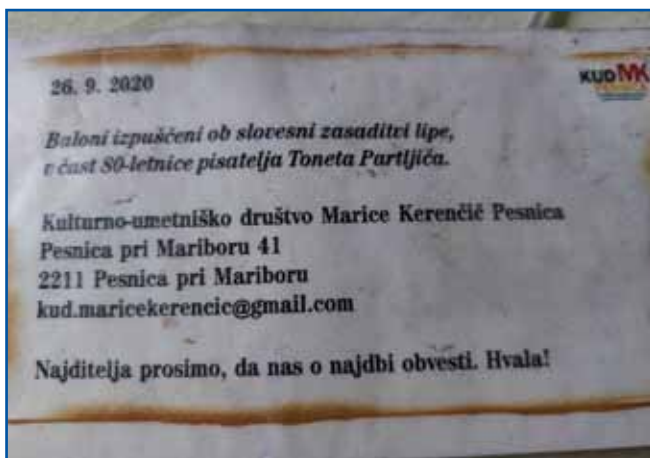 26. 9. 2020
KUD MK
Baloni izpuščeni ob slovesni zasaditvi lipe,
v čast 80-letnice pisatelja Toneta Partljiča.
Kulturno-umetniško društvo Marice Kerenčič Pesnica
Pesnica pri Mariboru 41
2211 Pesnica pri Mariboru
kud.maricekerencic@gmail.com
Najditelja prosimo, da nas o najdbi obvesti. Hvala!